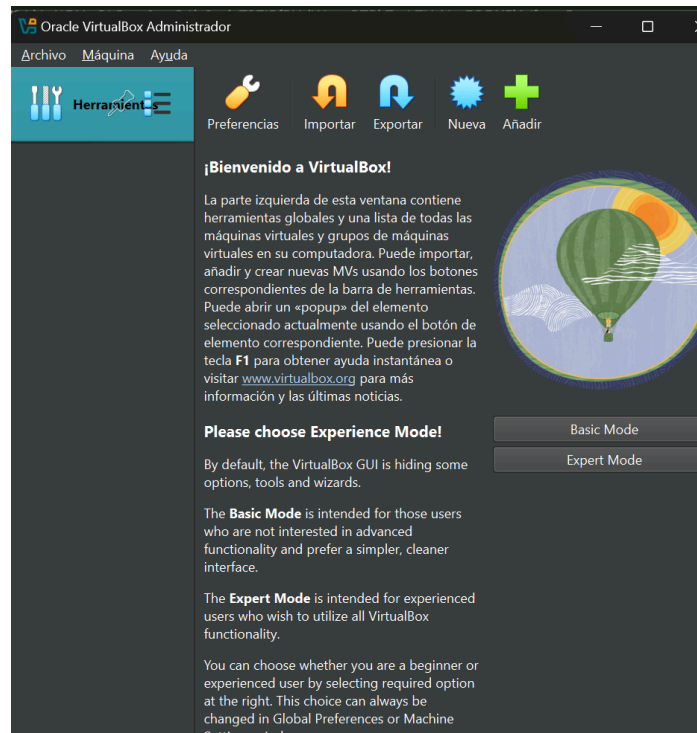 Oracle VirtualBox Administrador
Archivo Máquina Ayuda
Herramientas
Preferencias Importar Exportar Nueva Añadir
¡Bienvenido a VirtualBox!
La parte izquierda de esta ventana contiene
herramientas globales y una lista de todas las
máquinas virtuales y grupos de máquinas
virtuales en su computadora. Puede importar,
añadir y crear nuevas MVs usando los botones
correspondientes de la barra de herramientas.
Puede abrir un «popup» del elemento
seleccionado actualmente usando el botón de
elemento correspondiente. Puede presionar la
tecla F1 para obtener ayuda instantánea o
visitar www.virtualbox.org para más
información y las últimas noticias.
Please choose Experience Mode!
By default, the VirtualBox GUI is hiding some
options, tools and wizards.
The Basic Mode is intended for those users
who are not interested in advanced
functionality and prefer a simpler, cleaner
interface.
The Expert Mode is intended for experienced
users who wish to utilize all VirtualBox
functionality.
You can choose whether you are a beginner or
experienced user by selecting required option
at the right. This choice can always be
changed in Global Preferences or Machine
Basic Mode
Expert Mode